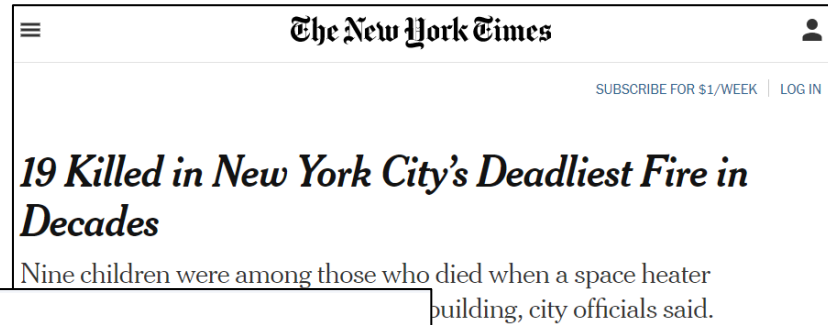 The New York Times
SUBSCRIBE FOR $1/WEEK LOG IN
19 Killed in New York City’s Deadliest Fire in
Decades
Nine children were among those who died when a space heater
building, city officials said.